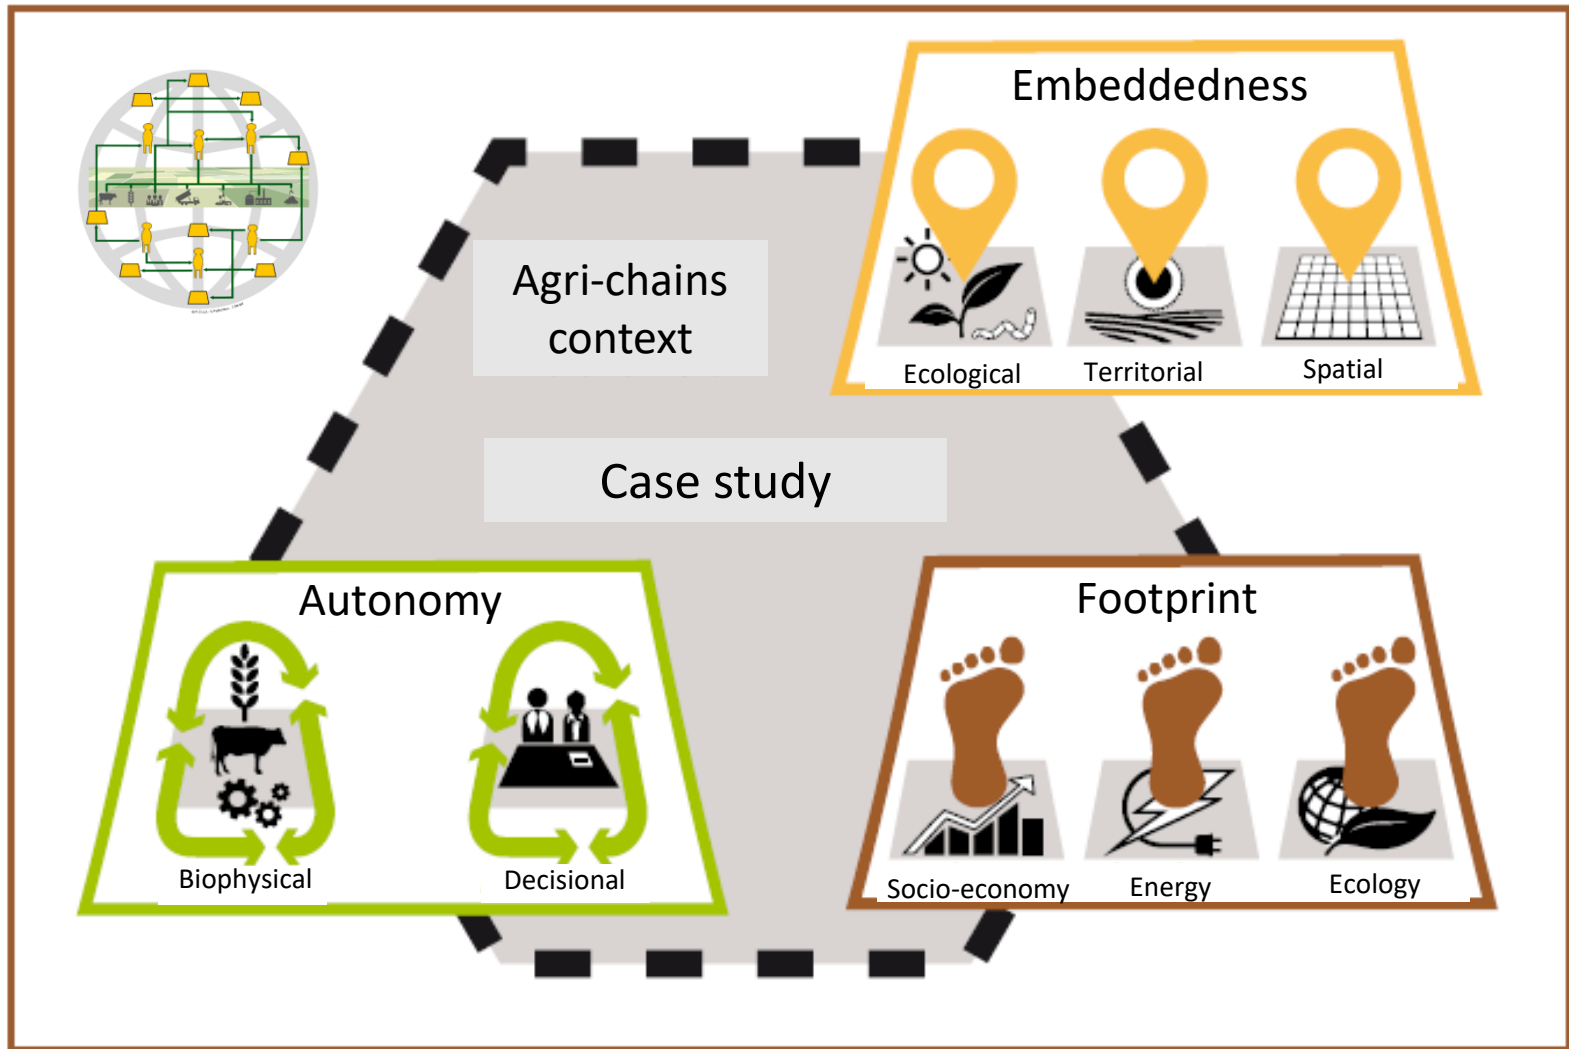 Embeddedness
Agri-chains
context
Ecological
Territorial
Spatial
Case study
Autonomy
Footprint
Biophysical
Decisional
Socio-economy
Energy
Ecology